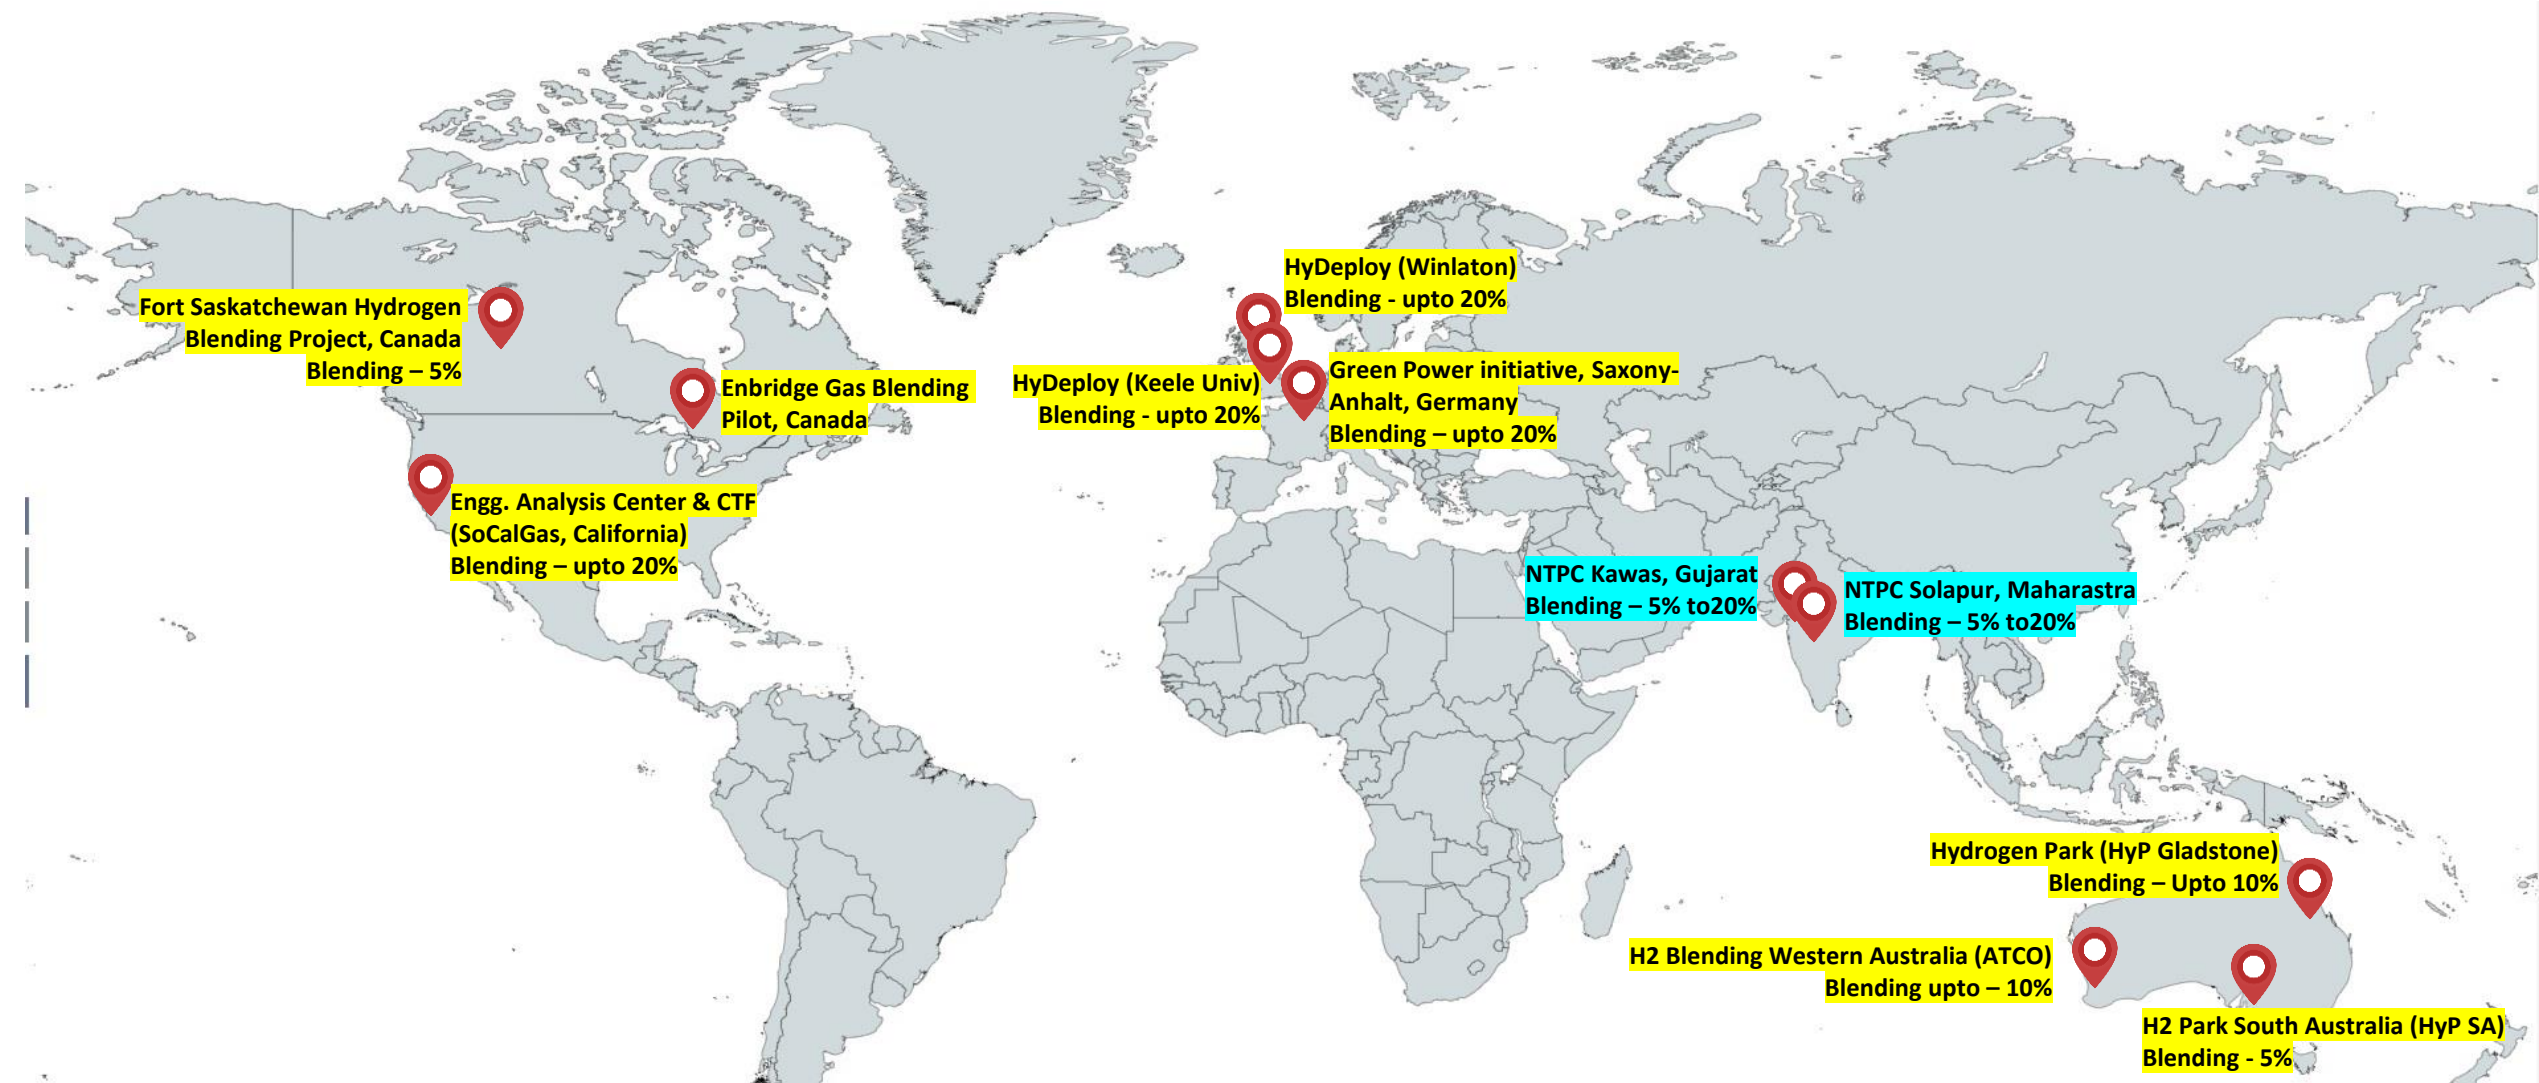 HyDeploy (Winlaton)
Blending - upto 20%
Fort Saskatchewan Hydrogen
Blending Project, Canada
Blending – 5%
Enbridge Gas Blending
Pilot, Canada
HyDeploy (Keele Univ)
Blending - upto 20%
Green Power initiative, Saxony-
Anhalt, Germany
Blending – upto 20%
Engg. Analysis Center & CTF
(SoCalGas, California)
Blending – upto 20%
NTPC Kawas, Gujarat
Blending – 5% to20%
NTPC Solapur, Maharastra
Blending – 5% to20%
Hydrogen Park (HyP Gladstone)
Blending – Upto 10%
H2 Blending Western Australia (ATCO)
Blending upto – 10%
H2 Park South Australia (HyP SA)
Blending - 5%